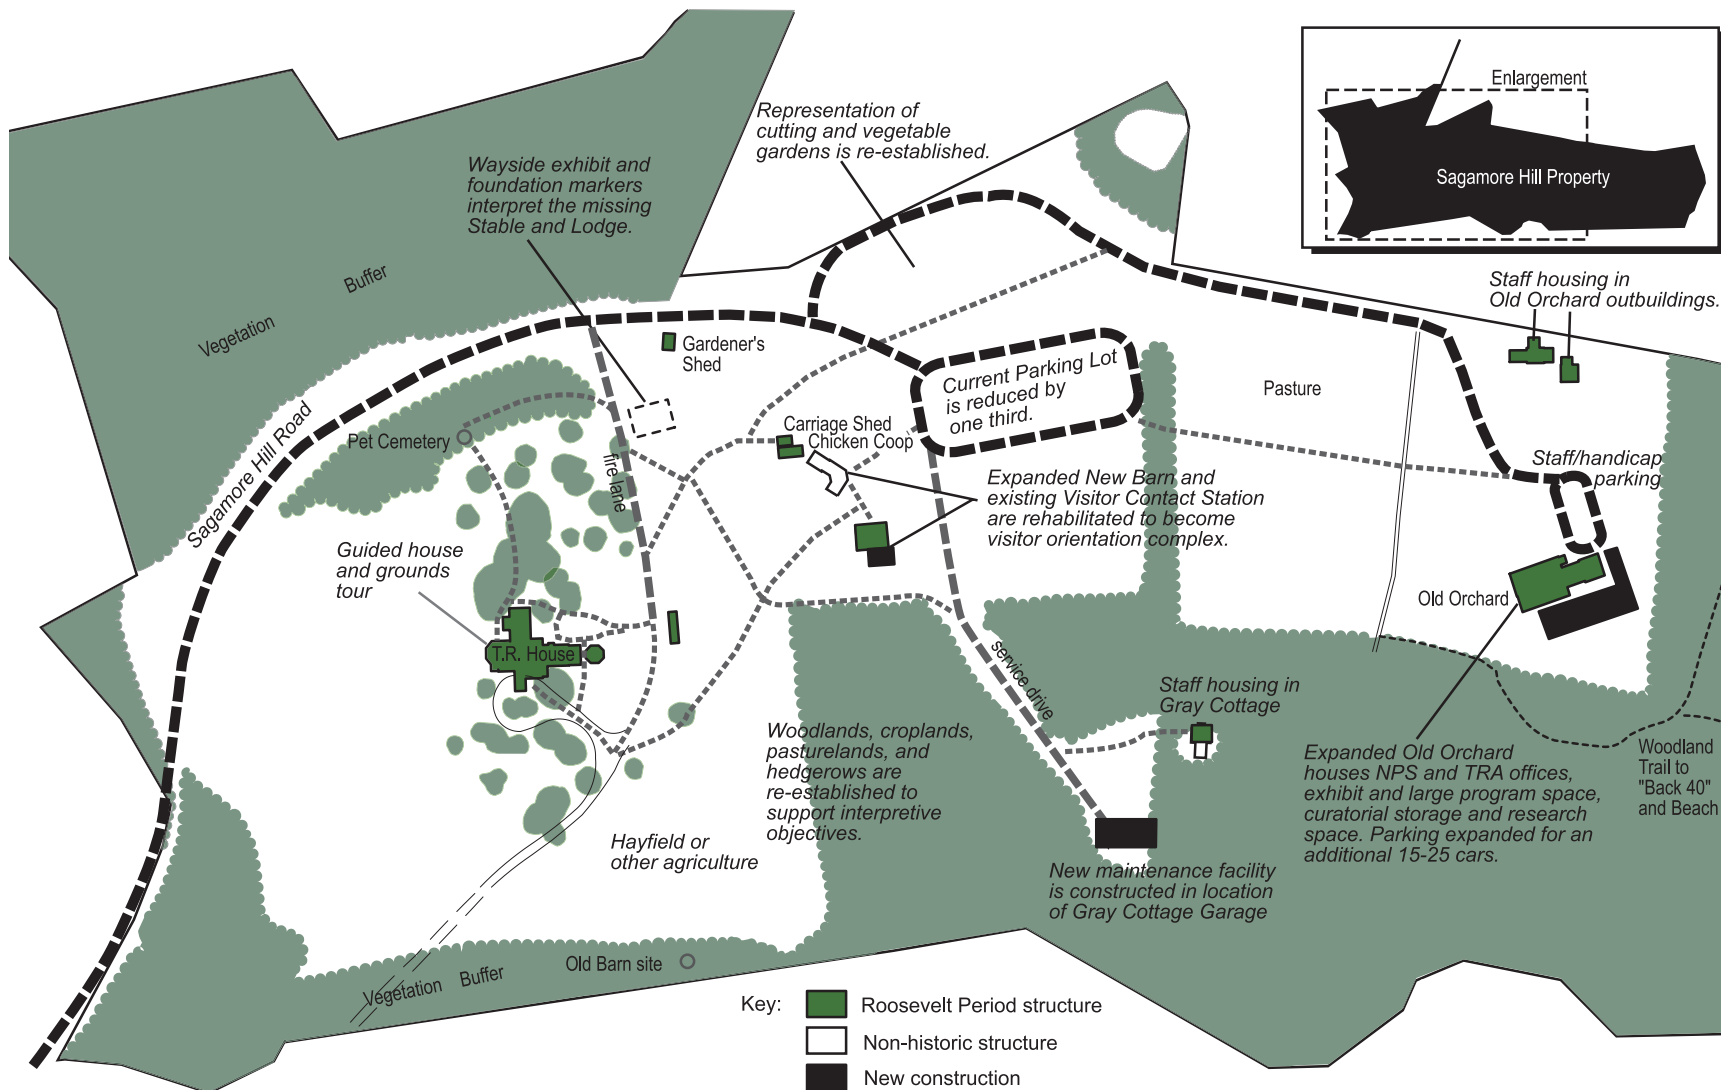 Enlargement
Sagamore Hill Property
Representation of
cutting and vegetable
gardens is re-established.
Wayside exhibit and
foundation markers
interpret the missing
Stable and Lodge.
Vegetation Buffer
Staff housing in
Old Orchard outbuildings.
Gardener's
Shed
Current Parking Lot
is reduced by
one third.
Pasture
Sagamore Hill Road
Pet Cemetery
fire lane
Carriage Shed
Chicken Coop
Staff/handicap
parking
Expanded New Barn and
existing Visitor Contact Station
are rehabilitated to become
visitor orientation complex.
Guided house
and grounds
tour
Old Orchard
T.R. House
service drive
Staff housing in
Gray Cottage
Woodlands, croplands,
pasturelands, and
hedgerows are
re-established to
support interpretive
objectives.
Expanded Old Orchard
houses NPS and TRA offices,
exhibit and large program space,
curatorial storage and research
space. Parking expanded for an
additional 15-25 cars.
Woodland
Trail to
"Back 40"
and Beach
Hayfield or
other agriculture
New maintenance facility
is constructed in location
of Gray Cottage Garage
Old Barn site
Vegetation Buffer
Key:
Roosevelt Period structure
Non-historic structure
New construction